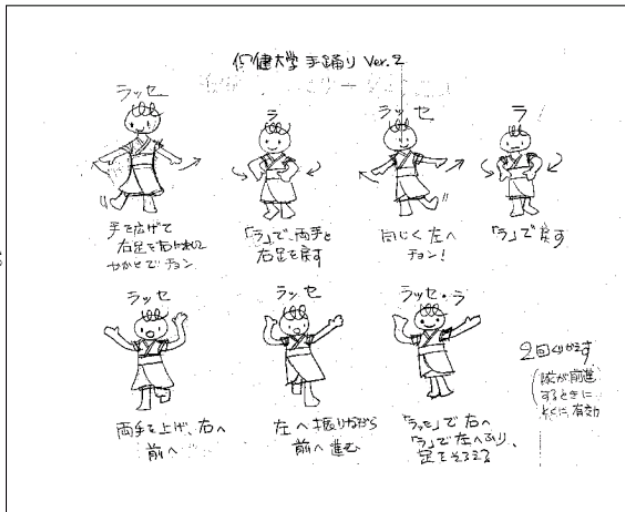 保健大学 手踊り Ver.2
ラッセ
ラ
ラッセ
ラ
手を広げて
右足を右
かかとでチョン
「ラ」で、両手と
右足を戻す
同じく左へ
チョン!
「ラ」で戻す
ラッセ
ラッセ
ラッセ・ラ
両手を上げ、右へ
前へ
左へ振りながら
前へ進む
「ラッセ」で右へ
「ラ」で左へふり、
足をそろえる
2回くりかえす
(隊が前進
するときに
とくに有効